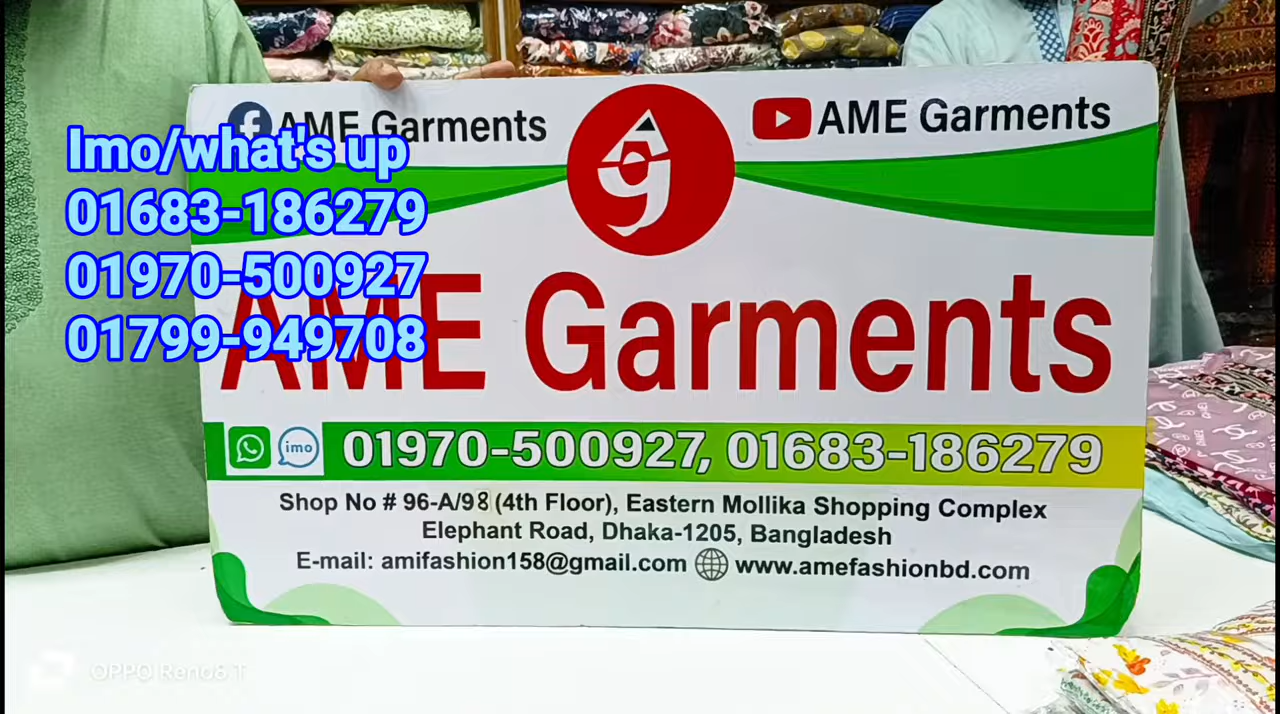 AME Garments
AME Garments
Imo/what's up
01683-186279
01970-500927
01799-949708
AME Garments
imo 01970-500927, 01683-186279
Shop No # 96-A/98 (4th Floor), Eastern Mollika Shopping Complex
Elephant Road, Dhaka-1205, Bangladesh
E-mail: amifashion158@gmail.com www.amefashionbd.com
OPPO Reno8 T